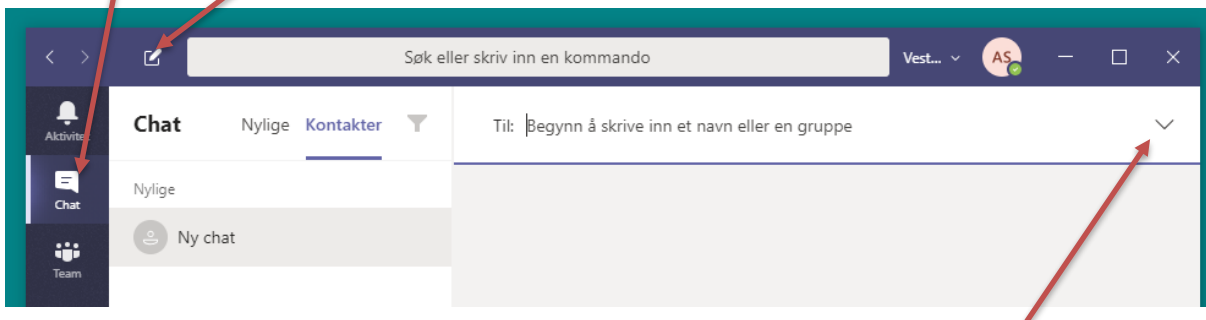 Søk eller skriv inn en kommando
Vest...
AS
Aktivitet
Chat
Team
Chat
Nylige
Kontakter
Nylige
Ny chat
Til: Begynn å skrive inn et navn eller en gruppe